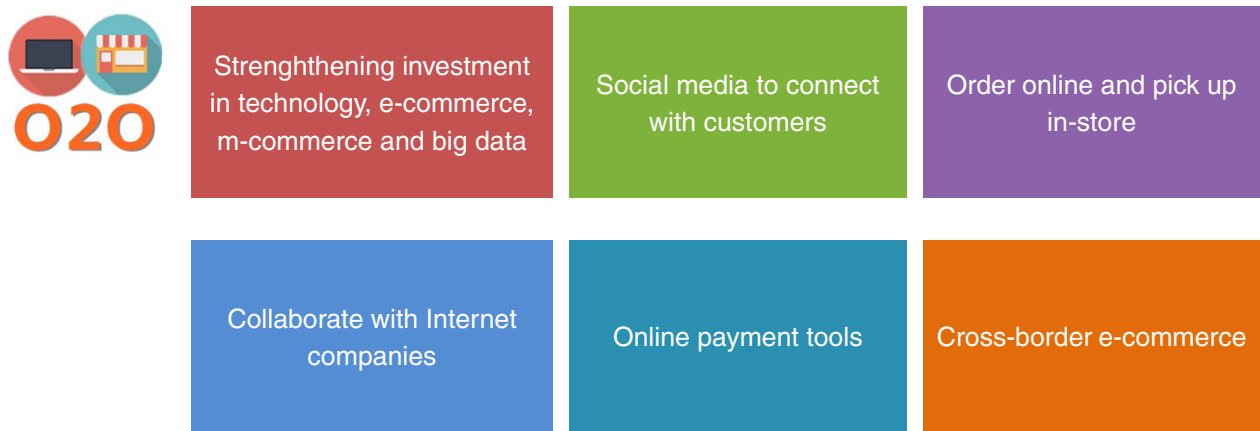 O2O
Strenghthening investment
in technology, e-commerce,
m-commerce and big data
Social media to connect
with customers
Order online and pick up
in-store
Collaborate with Internet
companies
Online payment tools
Cross-border e-commerce